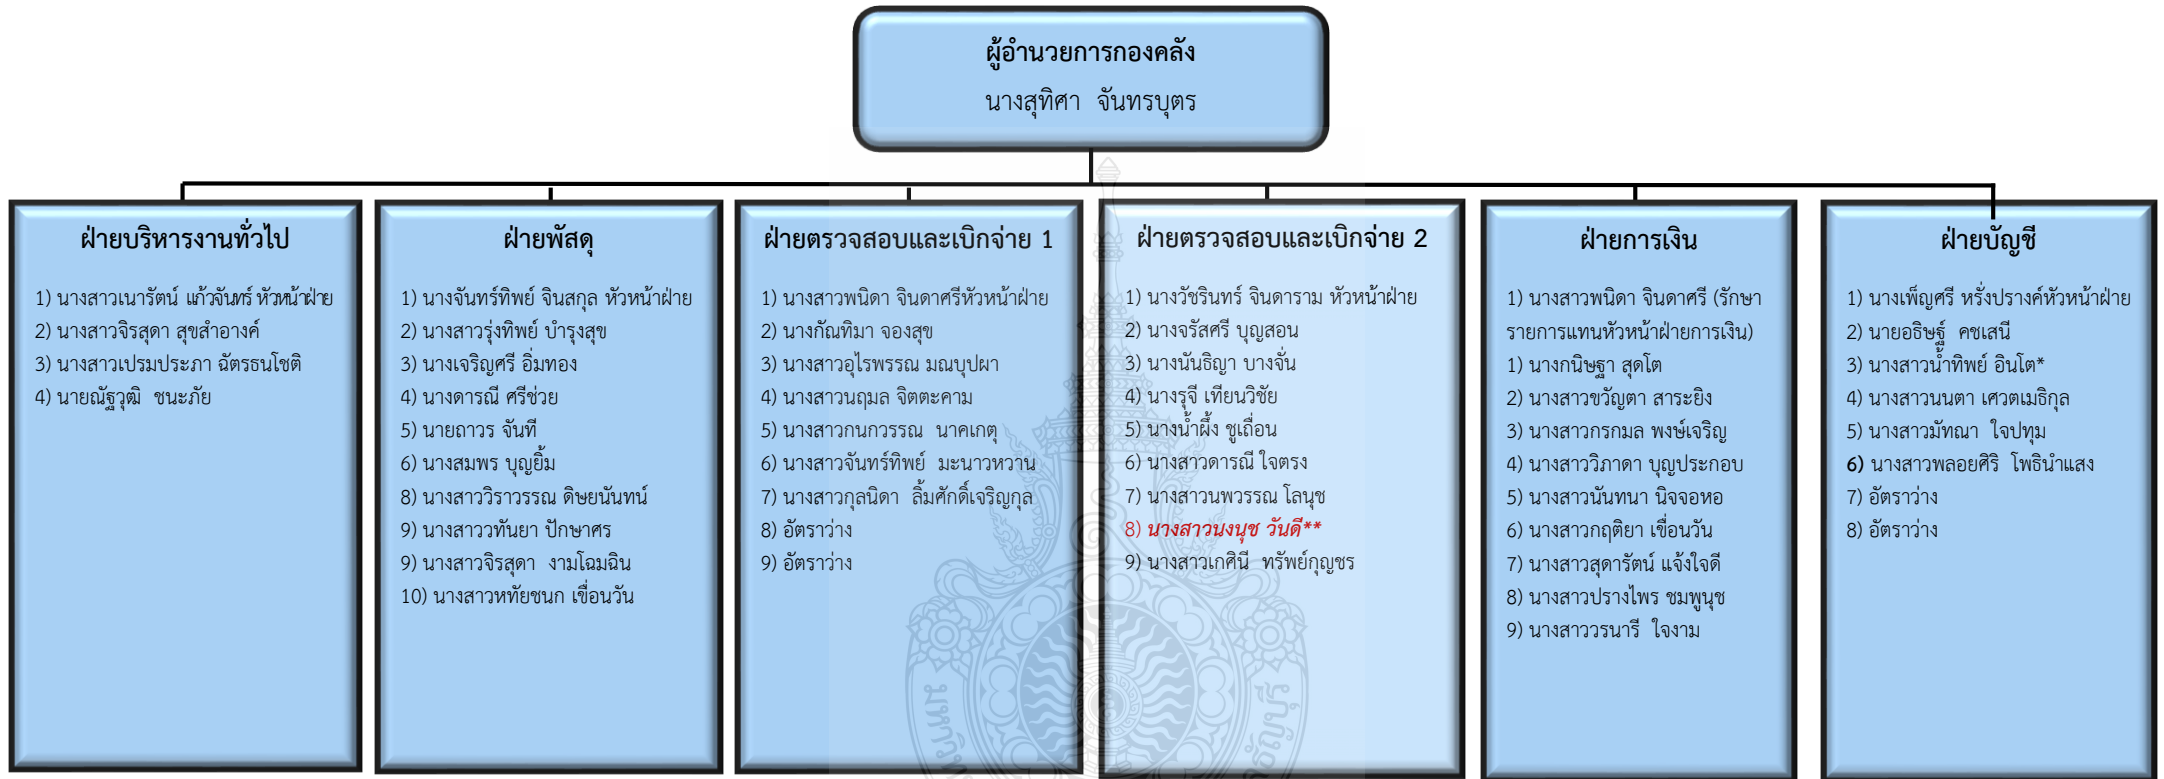 ผู้อำนวยการกองคลัง
นางสุทิศา  จันทรบุตร
ฝ่ายบริหารงานทั่วไป
1) นางสาวเนารัตน์ แก้วจันทร์ หัวหน้าฝ่าย
2) นางสาวจิรสุดา สุขสำอางค์
3) นางสาวเปรมประภา ฉัตรธนโชติ
4) นายณัฐวุฒิ  ชนะภัย
ฝ่ายพัสดุ
1) นางจันทร์ทิพย์ จินสกุล หัวหน้าฝ่าย
2) นางสาวรุ่งทิพย์ บำรุงสุข
3) นางเจริญศรี อิ่มทอง
4) นางดารณี ศรีช่วย
5) นายถาวร จันที
6) นางสมพร บุญยิ้ม
8) นางสาววิราวรรณ ดิษยนันทน์
9) นางสาววทันยา ปักษาศร
9) นางสาวจิรสุดา  งามโฉมฉิน
10) นางสาวหทัยชนก เขื่อนวัน
ฝ่ายตรวจสอบและเบิกจ่าย 1
1) นางสาวพนิดา จินดาศรีหัวหน้าฝ่าย
2) นางกัณทิมา จองสุข
3) นางสาวอุไรพรรณ มณบุปผา
4) นางสาวนฤมล จิตตะคาม
5) นางสาวกนกวรรณ  นาคเกตุ
6) นางสาวจันทร์ทิพย์  มะนาวหวาน
7) นางสาวกุลนิดา  ลิ้มศักดิ์เจริญกุล
8) อัตราว่าง
9) อัตราว่าง
ฝ่ายตรวจสอบและเบิกจ่าย 2
1) นางวัชรินทร์ จินดาราม หัวหน้าฝ่าย
2) นางจรัสศรี บุญสอน
3) นางนันธิญา บางจั่น
4) นางรุจี เทียนวิชัย
5) นางน้ำผึ้ง ชูเถื่อน
6) นางสาวดารณี ใจตรง
7) นางสาวนพวรรณ โลนุช
8) นางสาวนงนุช วันดี**
9) นางสาวเกศินี  ทรัพย์กุญชร
ฝ่ายการเงิน
1) นางสาวพนิดา จินดาศรี (รักษา
รายการแทนหัวหน้าฝ่ายการเงิน)
1) นางกนิษฐา สุดโต
2) นางสาวขวัญตา สาระยิง
3) นางสาวกรกมล พงษ์เจริญ
4) นางสาววิภาดา บุญประกอบ
5) นางสาวนันทนา นิจจอหอ
6) นางสาวกฤติยา เขื่อนวัน
7) นางสาวสุดารัตน์ แจ้งใจดี
8) นางสาวปรางไพร ชมพูนุช
9) นางสาววรนารี  ใจงาม
ฝ่ายบัญชี
1) นางเพ็ญศรี หรั่งปรางค์หัวหน้าฝ่าย
2) นายอธิษฐ์  คชเสนี
3) นางสาวน้ำทิพย์ อินโต*
4) นางสาวนนตา เศวตเมธิกุล
5) นางสาวมัทณา  ใจปทุม
6) นางสาวพลอยศิริ  โพธินำแสง
7) อัตราว่าง
8) อัตราว่าง